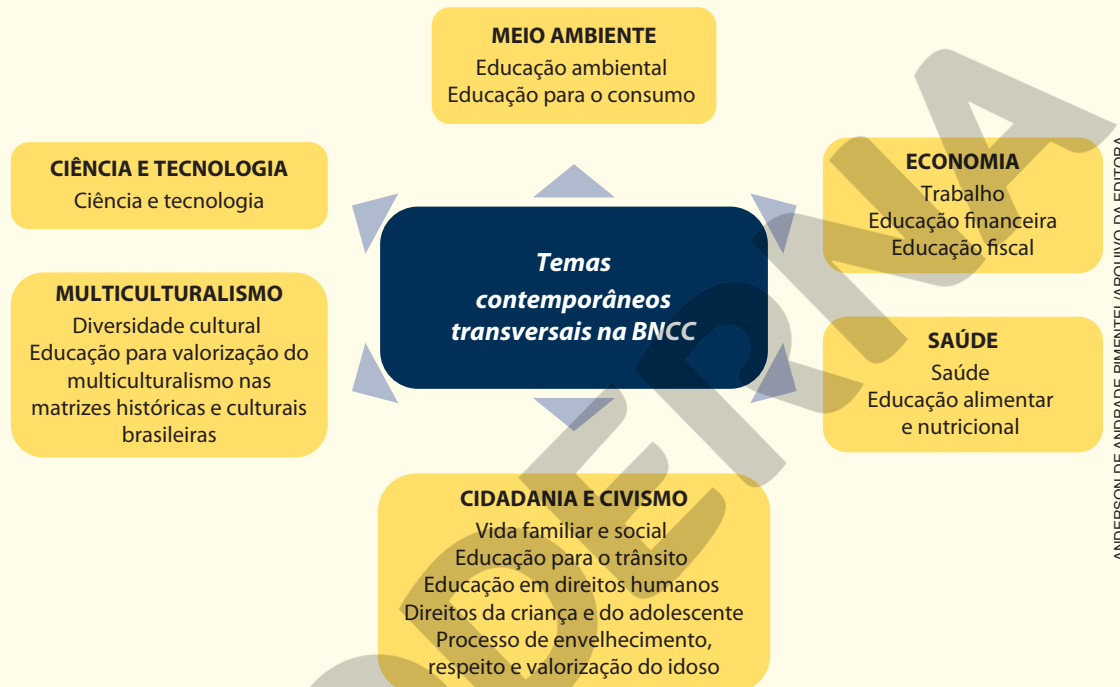 MEIO AMBIENTE
Educação ambiental
Educação para o consumo
CIÊNCIA E TECNOLOGIA
Ciência e tecnologia
ECONOMIA
Trabalho
Educação financeira
Educação fiscal
Temas
contemporâneos
transversais na BNCC
MULTICULTURALISMO
Diversidade cultural
Educação para valorização do
multiculturalismo nas
matrizes históricas e culturais
brasileiras
SAÚDE
Saúde
Educação alimentar
e nutricional
CIDADANIA E CIVISMO
Vida familiar e social
Educação para o trânsito
Educação em direitos humanos
Direitos da criança e do adolescente
Processo de envelhecimento,
respeito e valorização do idoso
ANDERSON DE ANDRADE PIMENTEL/ARQUIVO DA EDITORA